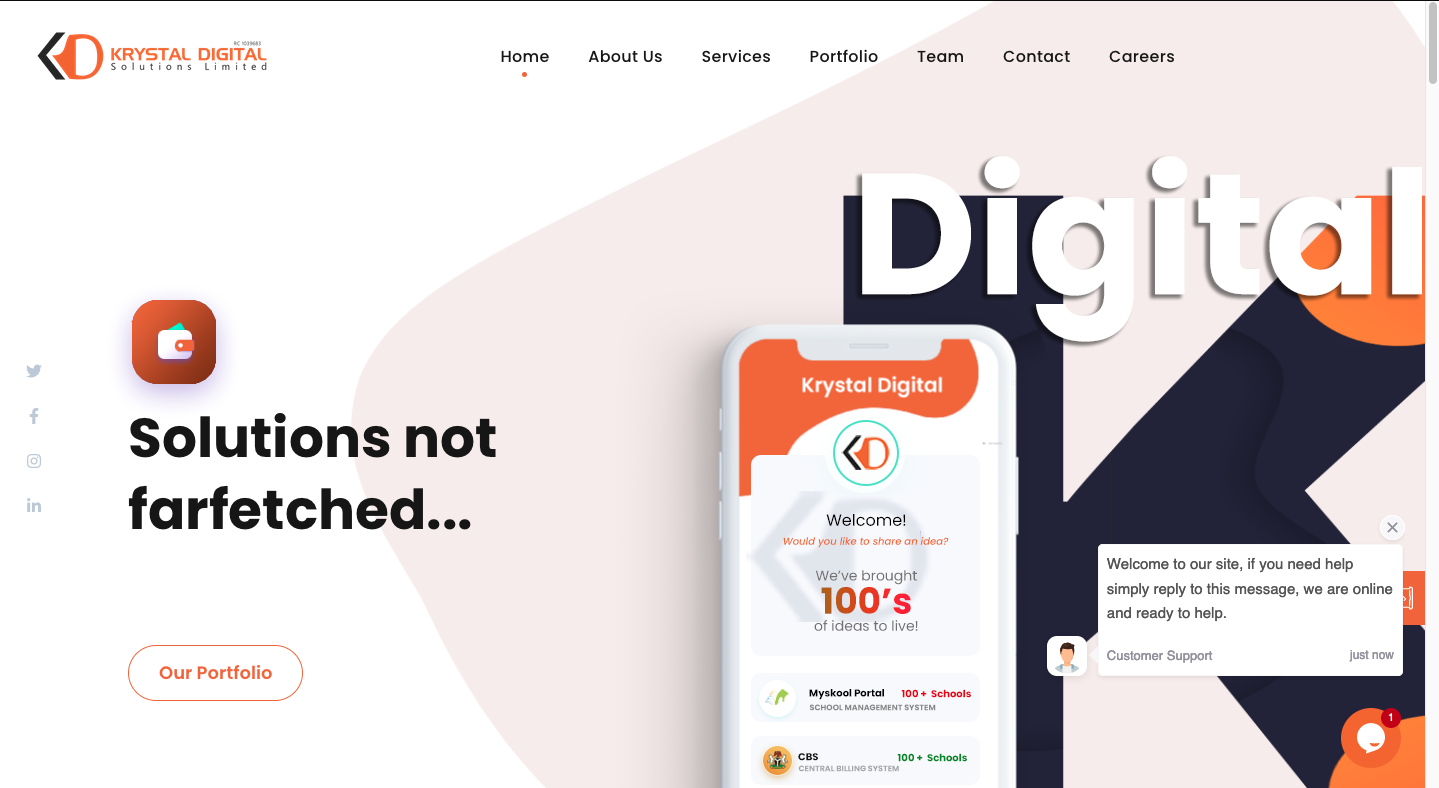 RC 1039683
KRYSTAL DIGITAL
Solutions Limited
Home
About Us
Services
Portfolio
Team
Contact
Careers
Digital
Solutions not
farfetched...
Our Portfolio
Krystal Digital
Welcome!
Would you like to share an idea?
We've brought
100's
of ideas to live!
Myskool Portal 100+ Schools
SCHOOL MANAGEMENT SYSTEM
CBS 100+ Schools
CENTRAL BILLING SYSTEM
Welcome to our site, if you need help
simply reply to this message, we are online
and ready to help.
Customer Support just now
1